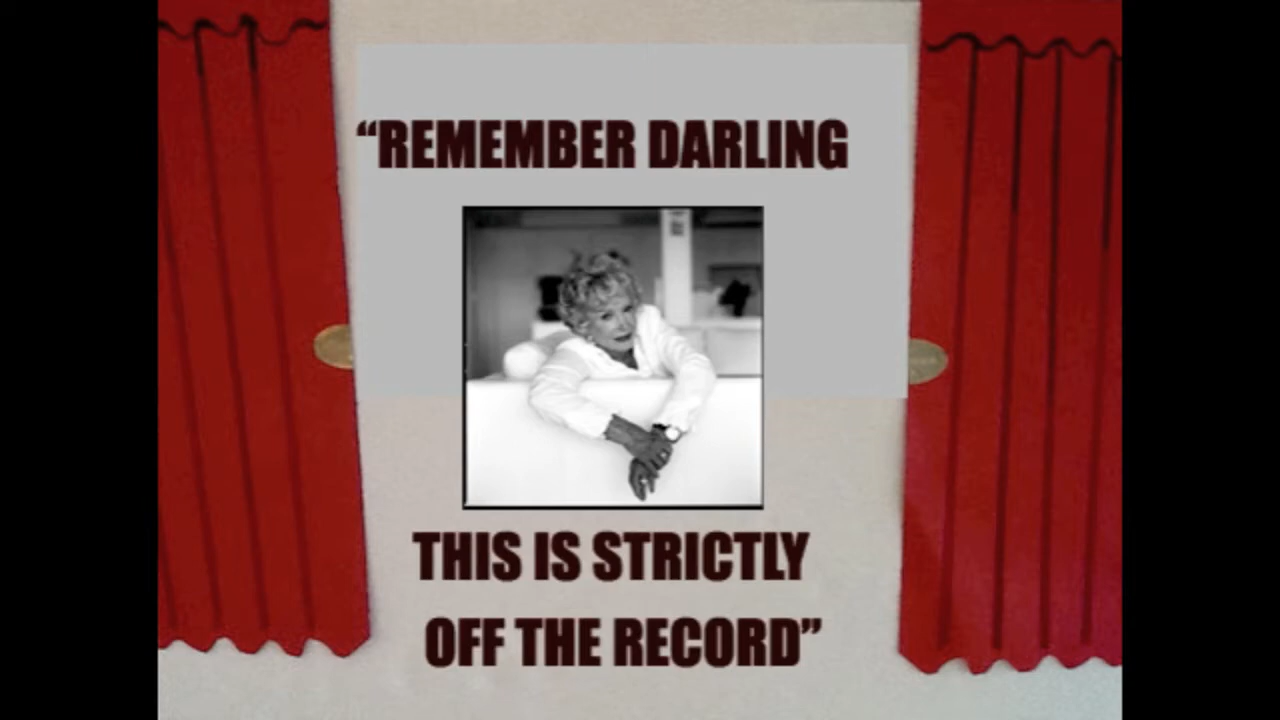 “REMEMBER DARLING
THIS IS STRICTLY
OFF THE RECORD”